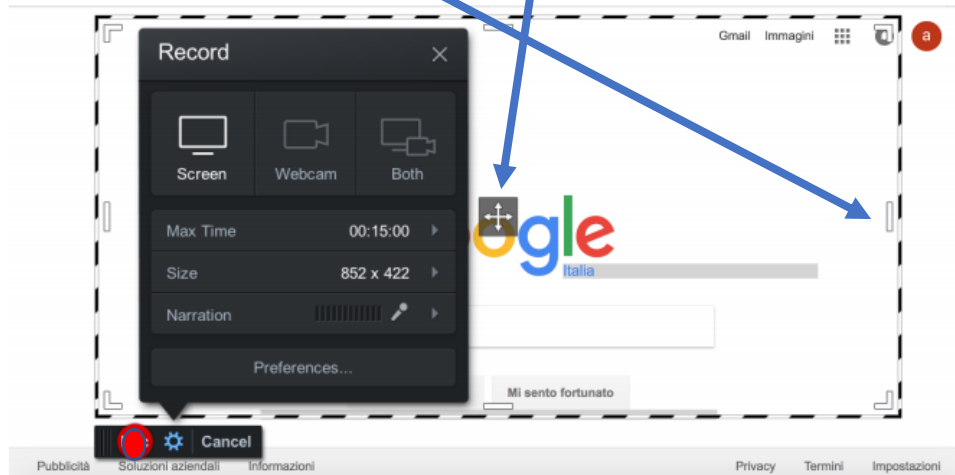 Record
Gmail Immagini
a
Screen Webcam Both
Max Time 00:15:00
Size 852 x 422
Narration
Preferences...
Italia
Mi sento fortunato
Cancel
Pubblicità Soluzioni aziendali Informazioni Privacy Termini Impostazioni